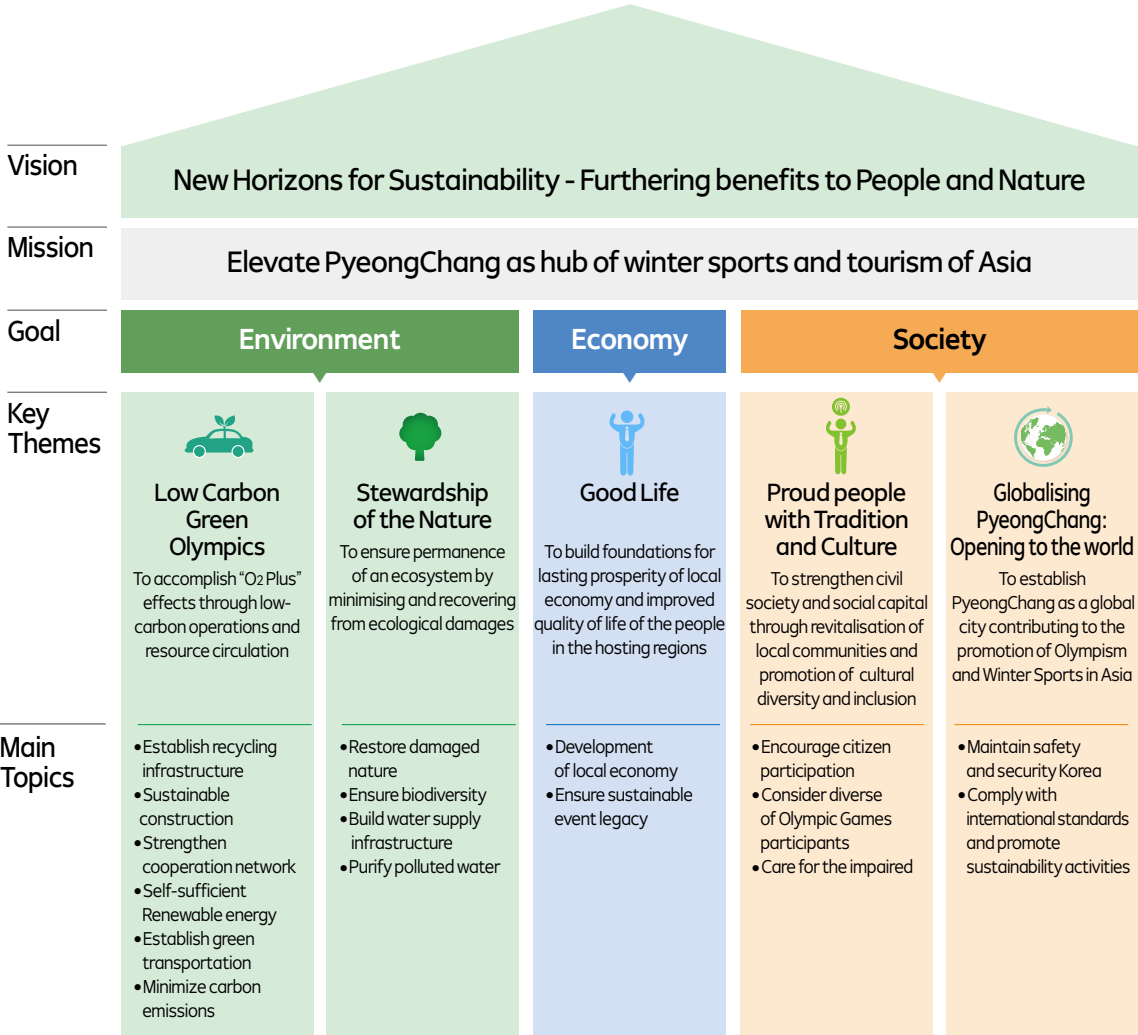 Vision
New Horizons for Sustainability - Furthering benefits to People and Nature
Mission
Elevate PyeongChang as hub of winter sports and tourism of Asia
Goal
Environment
Economy
Society
Key
Themes
Low Carbon
Green
Olympics
To accomplish “O2 Plus”
effects through low-
carbon operations and
resource circulation
Stewardship
of the Nature
To ensure permanence
of an ecosystem by
minimising and recovering
from ecological damages
Good Life
To build foundations for
lasting prosperity of local
economy and improved
quality of life of the people
in the hosting regions
Proud people
with Tradition
and Culture
To strengthen civil
society and social capital
through revitalisation of
local communities and
promotion of cultural
diversity and inclusion
Globalising
PyeongChang:
Opening to the world
To establish
PyeongChang as a global
city contributing to the
promotion of Olympism
and Winter Sports in Asia
Main
Topics
•Establish recycling
infrastructure
•Sustainable
construction
•Strengthen
cooperation network
•Self-sufficient
Renewable energy
•Establish green
transportation
•Minimize carbon
emissions
•Restore damaged
nature
•Ensure biodiversity
•Build water supply
infrastructure
•Purify polluted water
•Development
of local economy
•Ensure sustainable
event legacy
•Encourage citizen
participation
•Consider diverse
of Olympic Games
participants
•Care for the impaired
•Maintain safety
and security Korea
•Comply with
international standards
and promote
sustainability activities